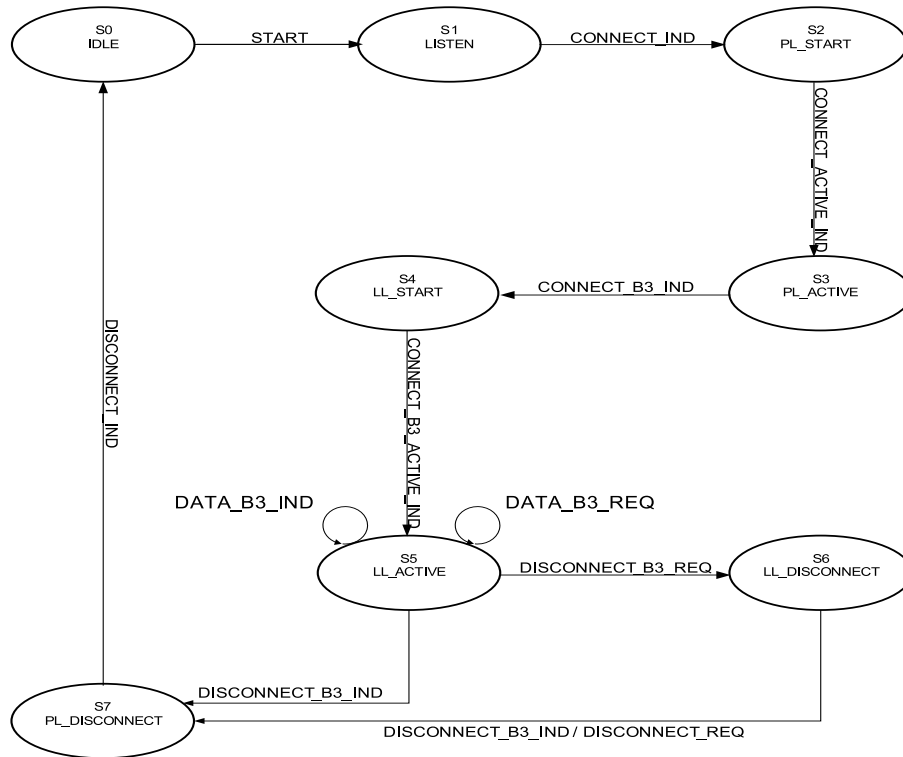 S0
IDLE
START
S1
LISTEN
CONNECT_IND
S2
PL_START
CONNECT_ACTIVE_IND
S3
PL_ACTIVE
CONNECT_B3_IND
S4
LL_START
CONNECT_B3_ACTIVE_IND
DISCONNECT_IND
DATA_B3_IND
DATA_B3_REQ
S5
LL_ACTIVE
DISCONNECT_B3_REQ
S6
LL_DISCONNECT
DISCONNECT_B3_IND
S7
PL_DISCONNECT
DISCONNECT_B3_IND / DISCONNECT_REQ